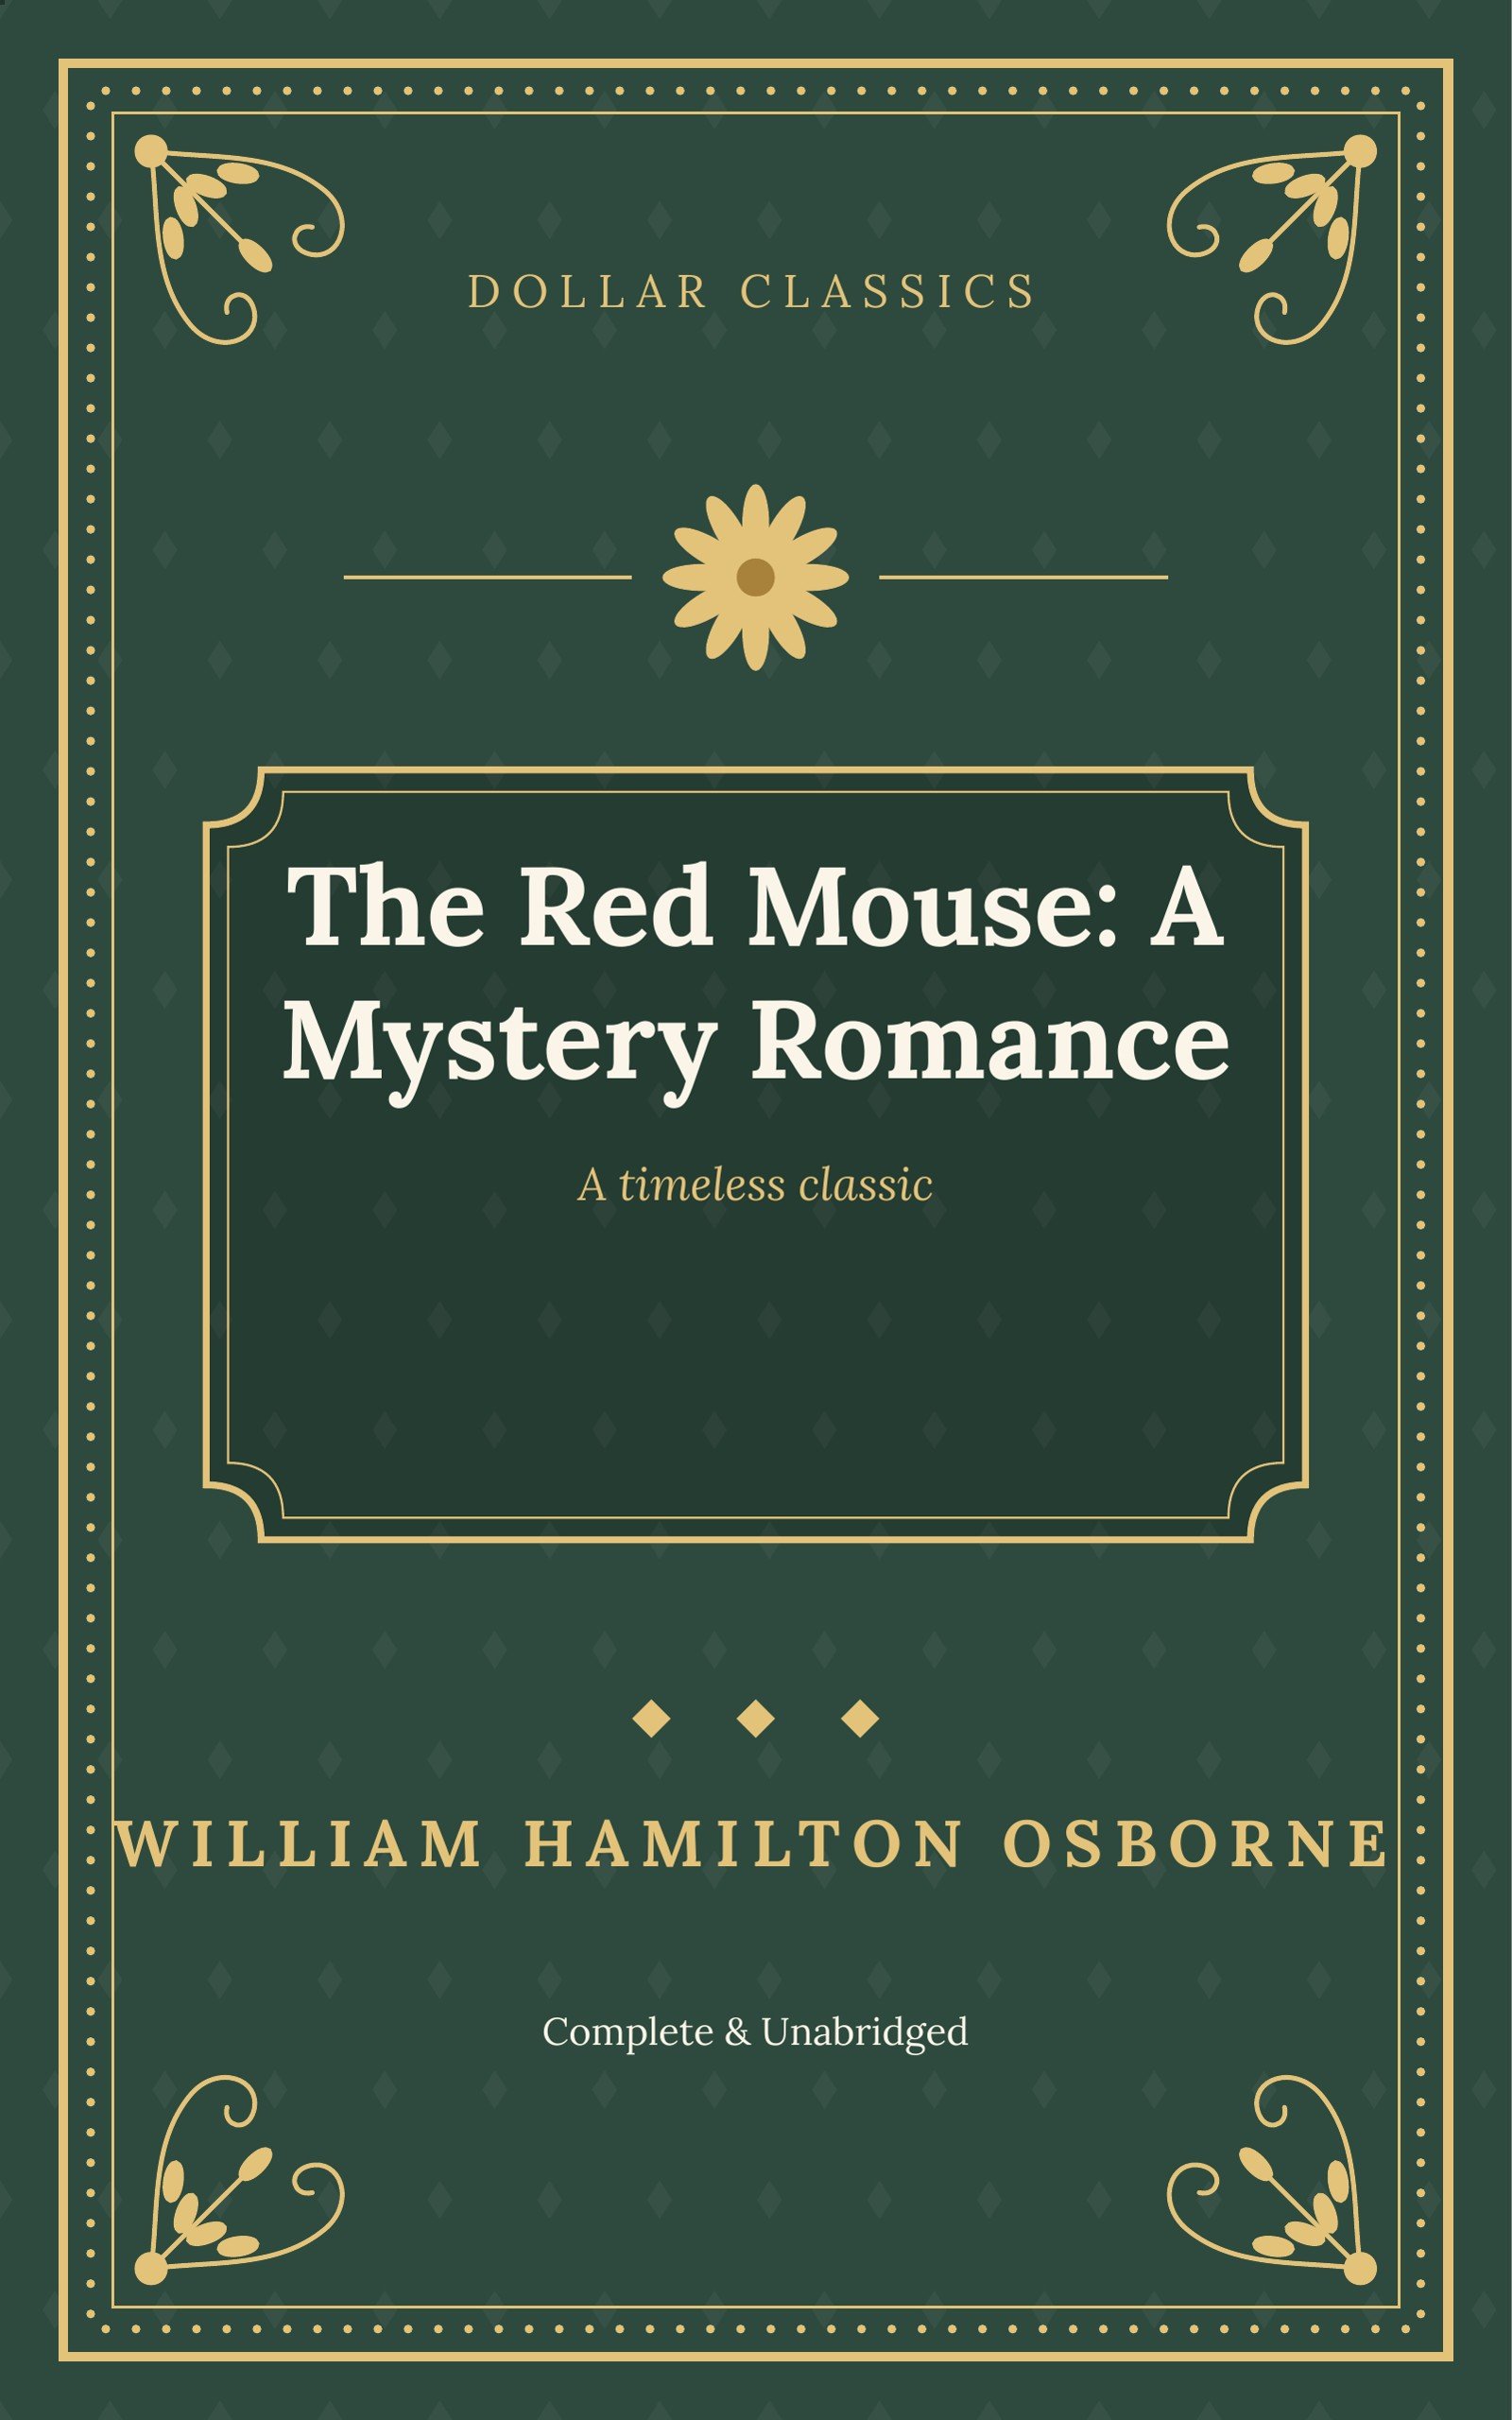 DOLLAR CLASSICS
The Red Mouse: A
Mystery Romance
A timeless classic
WILLIAM HAMILTON OSBORNE
Complete & Unabridged